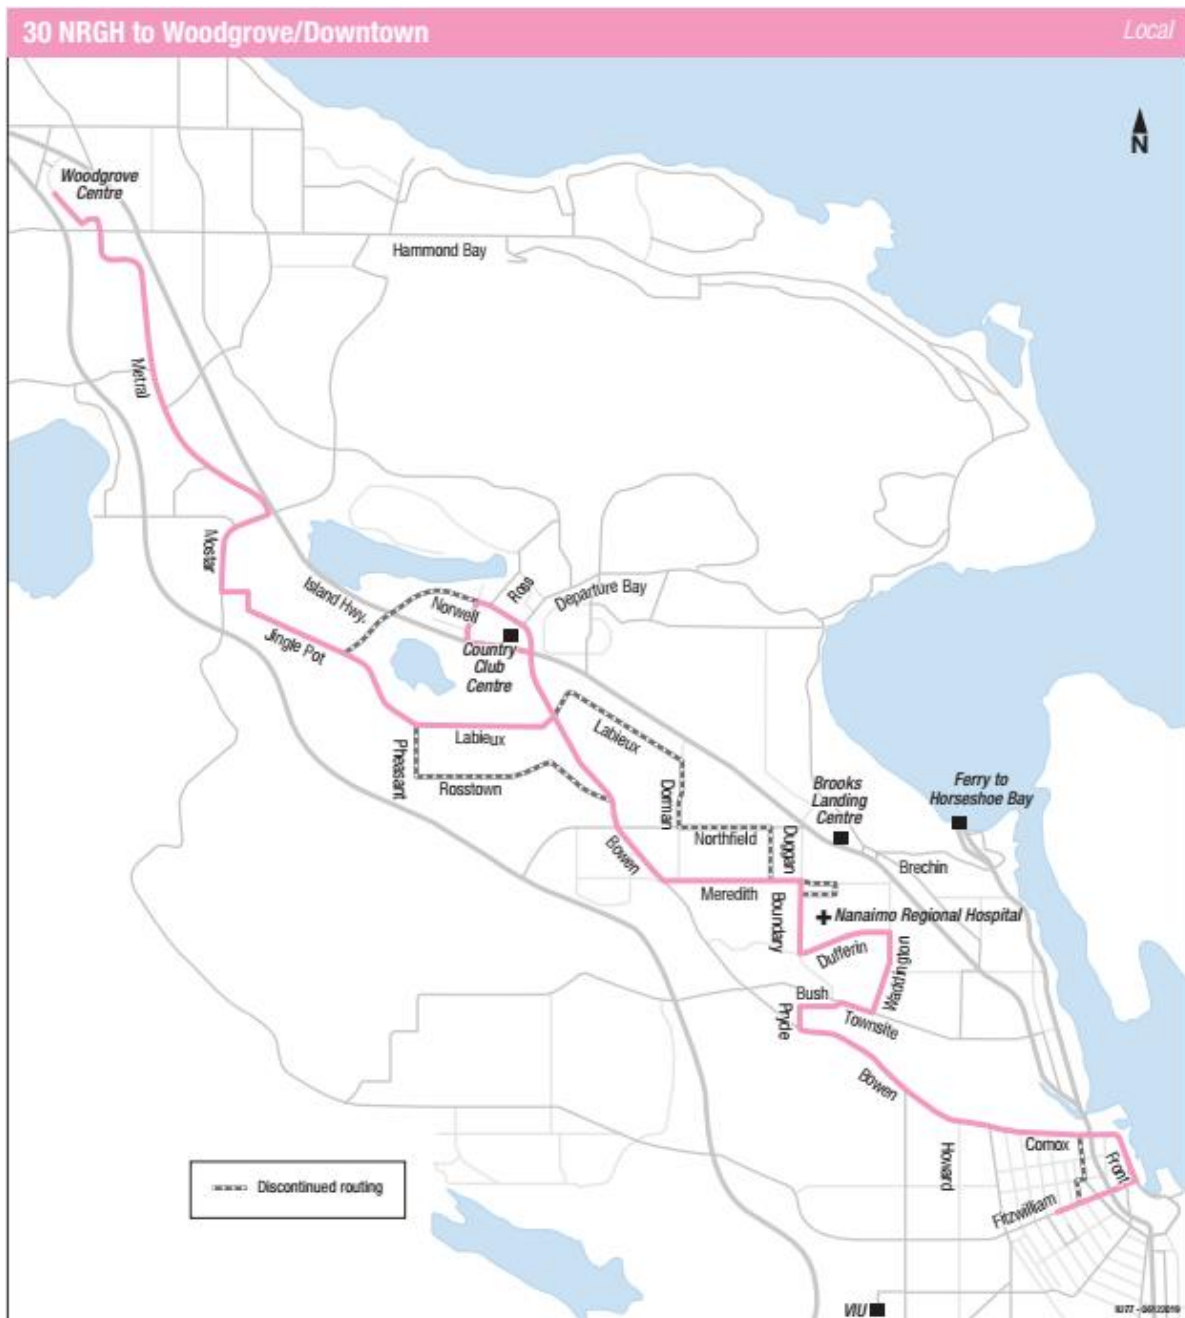 30 NRGH to Woodgrove/Downtown
Local
N
Woodgrove
Centre
Hammond Bay
Metral
Mostar
Island Hwy.
Norwell
Ross
Departure Bay
Jingle Pot
Country
Club
Centre
Labieux
Labieux
Pheasant
Rosstown
Dorman
Brooks
Landing
Centre
Ferry to
Horseshoe Bay
Northfield
Duggan
Bowen
Brechin
Meredith
Boundary
Nanaimo Regional Hospital
Dufferin
Waddington
Bush
Pryde
Townsite
Bowen
Comox
Howard
Front
Fitzwilliam
Discontinued routing
VIU